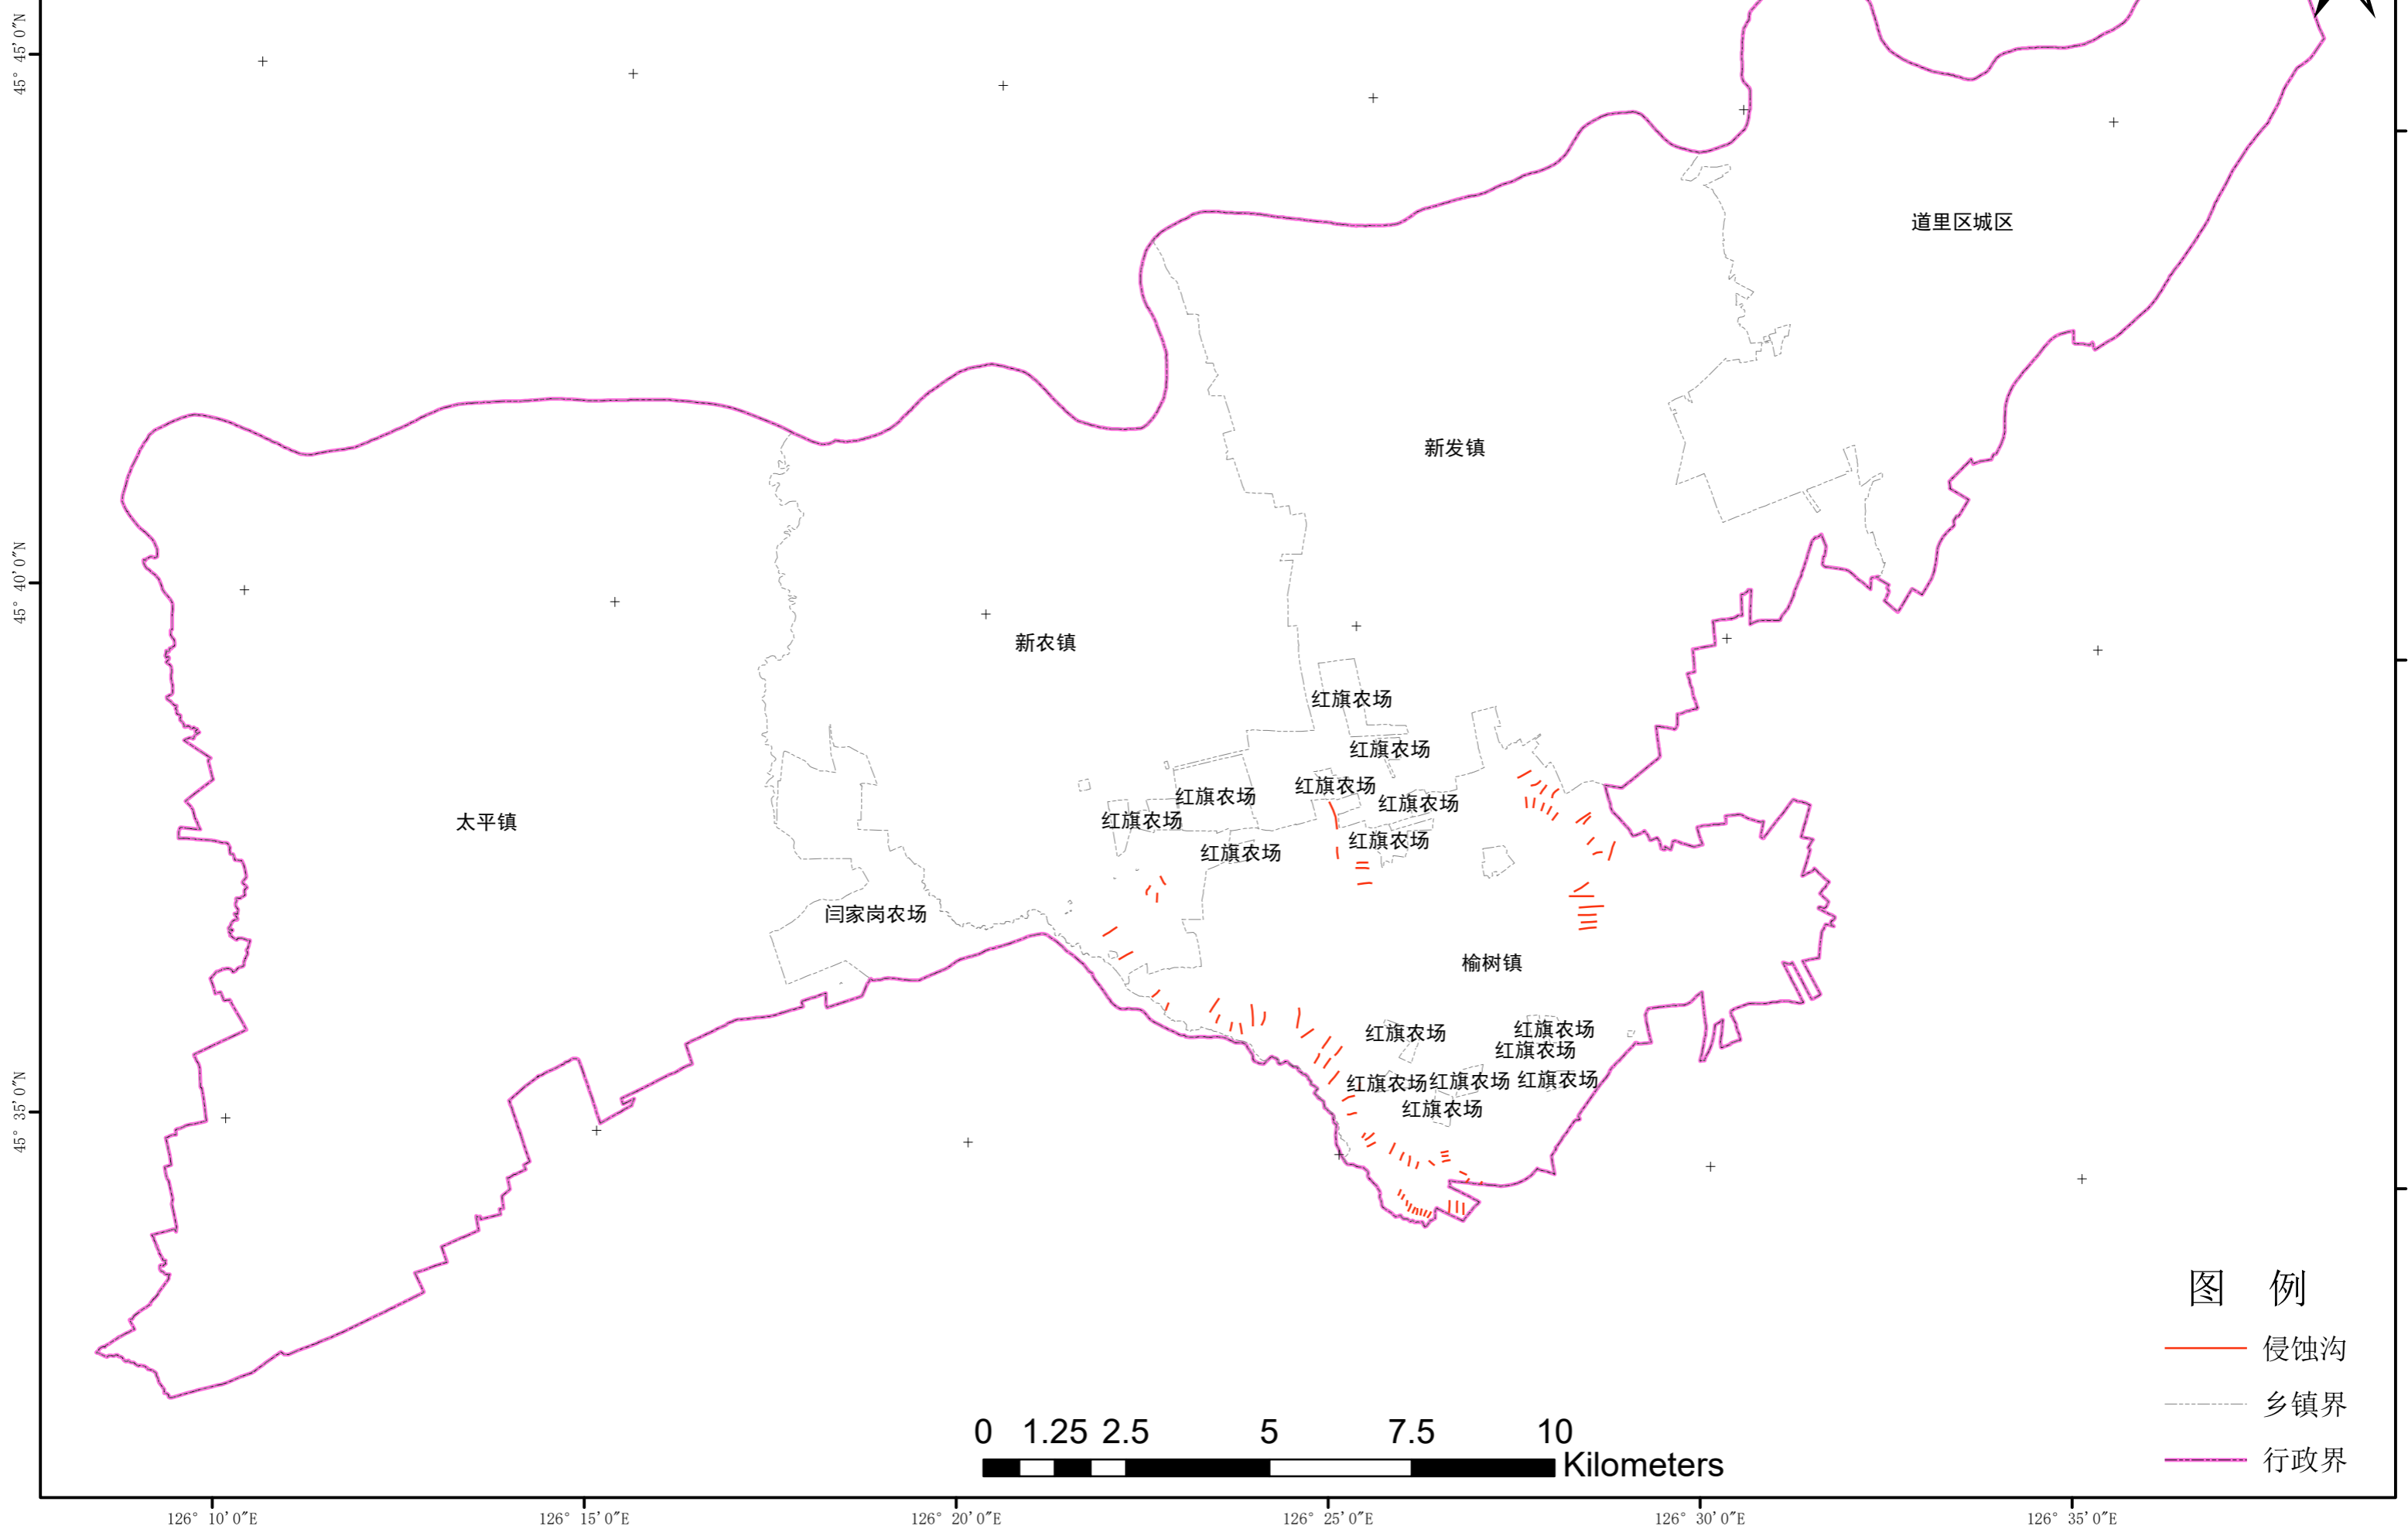 45° 45′0″N
道里区城区
新发镇
45° 40′0″N
新农镇
红旗农场
红旗农场
红旗农场
红旗农场
红旗农场
红旗农场
太平镇
红旗农场
红旗农场
闫家岗农场
榆树镇
红旗农场
红旗农场
红旗农场
红旗农场
红旗农场
红旗农场
红旗农场
45° 35′0″N
图 例
侵蚀沟
乡镇界
行政界
0 1.25 2.5 5 7.5 10
Kilometers
126° 10′0″E
126° 15′0″E
126° 20′0″E
126° 25′0″E
126° 30′0″E
126° 35′0″E